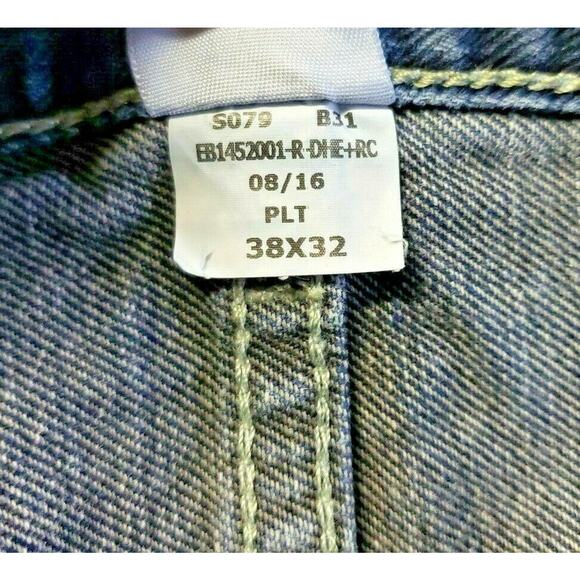 S079 B31
EB1452001-R-DHE+RC
08/16
PLT
38X32